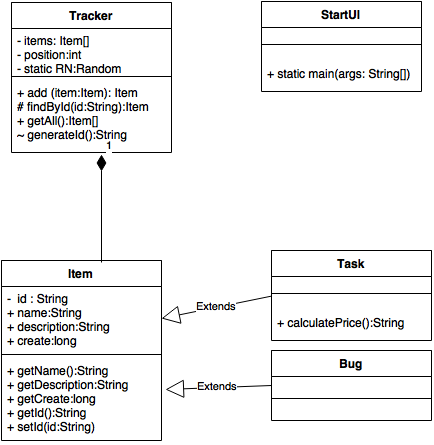 Tracker
- items: Item[]
- position:int
- static RN:Random
+ add (item:Item): Item
# findById(id:String):Item
+ getAll():Item[]
~ generateId():String
1
StartUI
+ static main(args: String[])
Item
- id : String
+ name:String
+ description:String
+ create:long
+ getName():String
+ getDescription:String
+ getCreate:long
+ getId():String
+ setId(id:String)
Extends
Extends
Task
+ calculatePrice():String
Bug